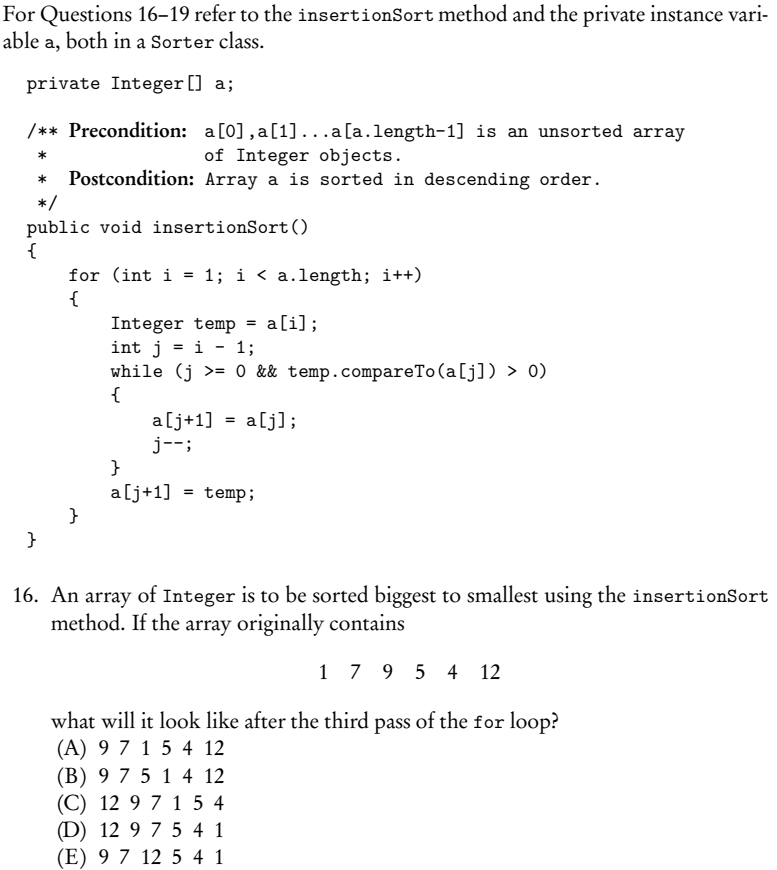 For Questions 16–19 refer to the insertionSort method and the private instance vari-
able a, both in a Sorter class.
private Integer[] a;
/** Precondition: a[0],a[1]...a[a.length-1] is an unsorted array
 * of Integer objects.
 * Postcondition: Array a is sorted in descending order.
 */
public void insertionSort()
{
for (int i = 1; i < a.length; i++)
{
Integer temp = a[i];
int j = i - 1;
while (j >= 0 && temp.compareTo(a[j]) > 0)
{
a[j+1] = a[j];
j--;
}
a[j+1] = temp;
}
}
16. An array of Integer is to be sorted biggest to smallest using the insertionSort
method. If the array originally contains
1 7 9 5 4 12
what will it look like after the third pass of the for loop?
(A) 9 7 1 5 4 12
(B) 9 7 5 1 4 12
(C) 12 9 7 1 5 4
(D) 12 9 7 5 4 1
(E) 9 7 12 5 4 1